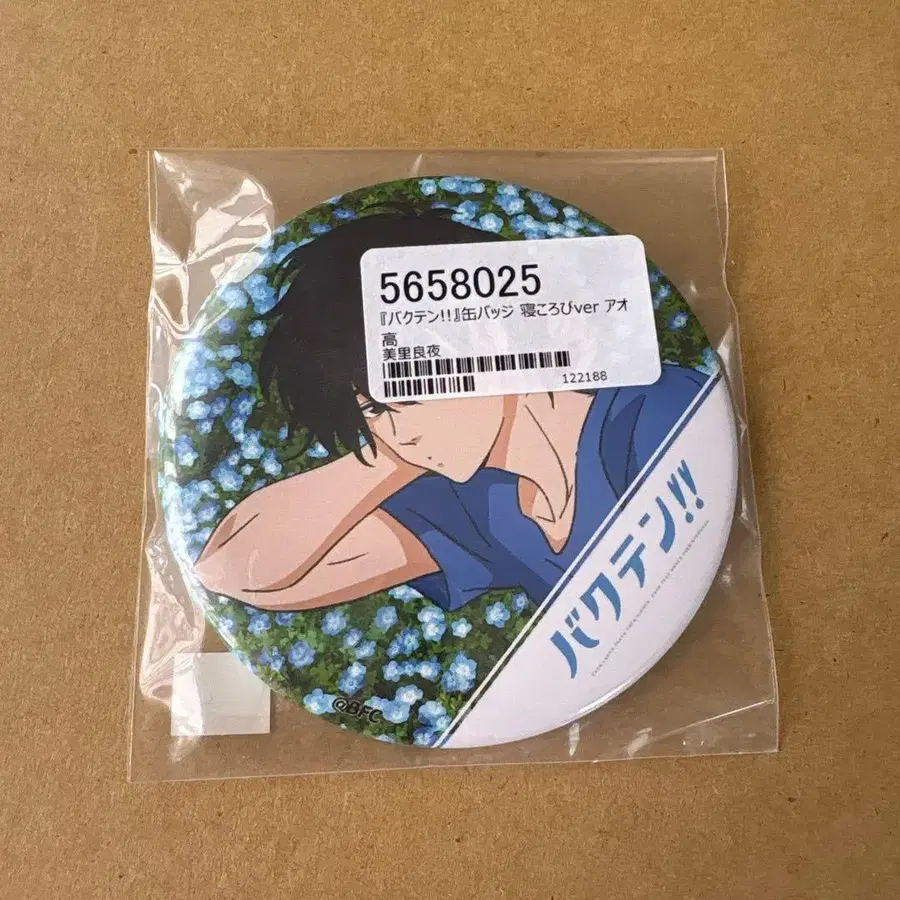 5658025
『バクテン!!』缶バッジ 寝ころびver アオ
高
美里良夜
122188
バクテン!!
@BFC